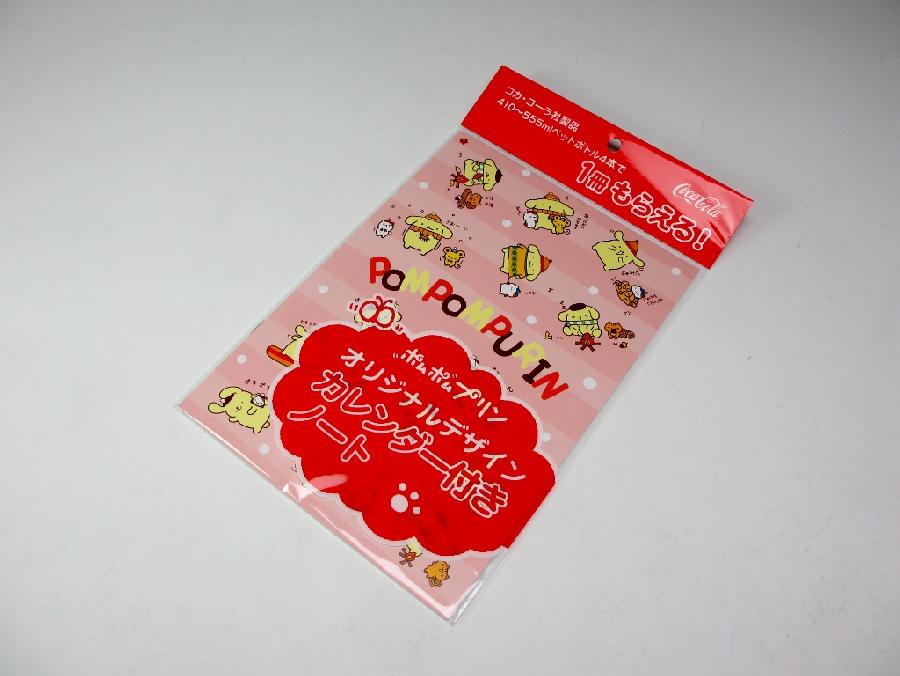 コカ・コーラ社製品
410〜555mlペットボトル4本で
1冊もらえる!
Coca-Cola
POMPOMPURIN
ポムポムプリン
オリジナルデザイン
カレンダー付き
ノート